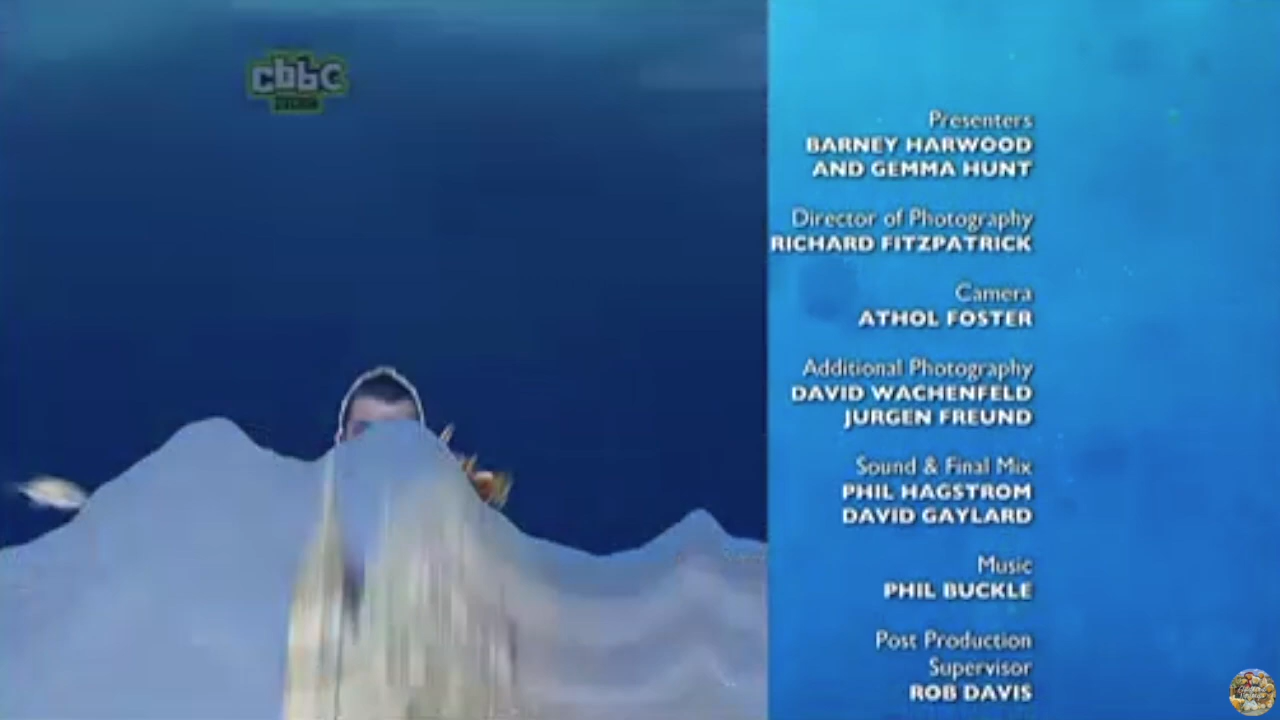 cbbc
Presenters
BARNEY HARWOOD
AND GEMMA HUNT
Director of Photography
RICHARD FITZPATRICK
Camera
ATHOL FOSTER
Additional Photography
DAVID WACHENFELD
JURGEN FREUND
Sound & Final Mix
PHIL HAGSTROM
DAVID GAYLARD
Music
PHIL BUCKLE
Post Production
Supervisor
ROB DAVIS